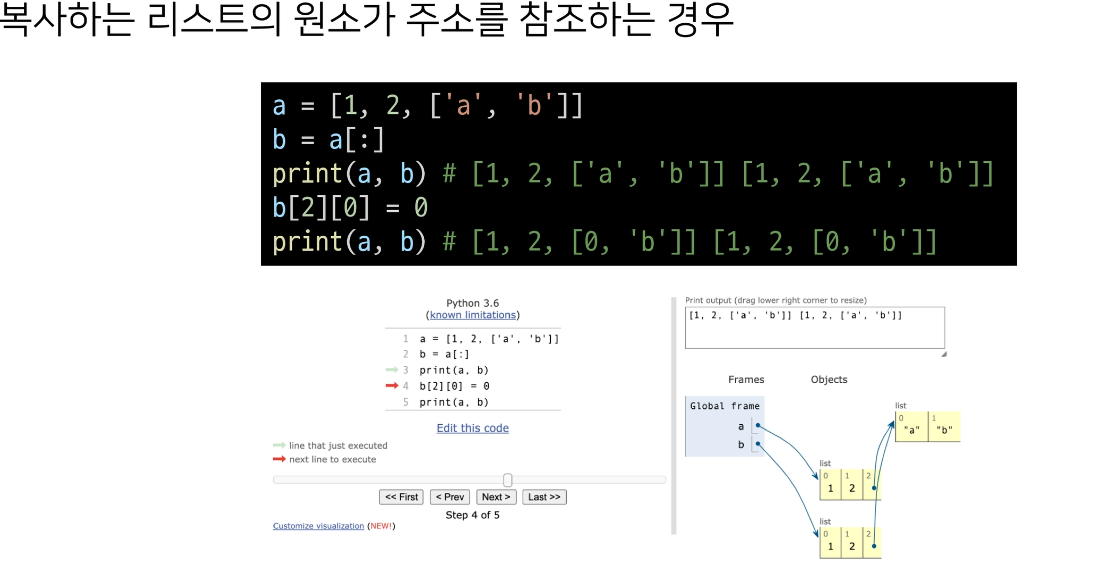 복사하는 리스트의 원소가 주소를 참조하는 경우
a = [1, 2, ['a', 'b']]
b = a[:]
print(a, b) # [1, 2, ['a', 'b']] [1, 2, ['a', 'b']]
b[2][0] = 0
print(a, b) # [1, 2, [0, 'b']] [1, 2, [0, 'b']]
Python 3.6
(known limitations)
1 a = [1, 2, ['a', 'b']]
2 b = a[:]
3 print(a, b)
4 b[2][0] = 0
5 print(a, b)
Edit this code
line that just executed
next line to execute
<< First < Prev Next > Last >>
Step 4 of 5
Customize visualization (NEW!)
Print output (drag lower right corner to resize)
[1, 2, ['a', 'b']] [1, 2, ['a', 'b']]
Frames Objects
Global frame
a
b
list
0 1
"a" "b"
list
0 1 2
1 2
list
0 1 2
1 2